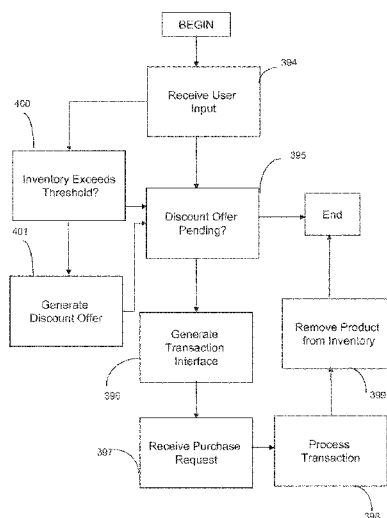 BEGIN
394
Receive User
Input
400
Inventory Exceeds
Threshold?
395
Discount Offer
Pending?
End
401
Generate
Discount Offer
Generate
Transaction
Interface
396
Remove Product
from Inventory
399
Receive Purchase
Request
397
Process
Transaction
398